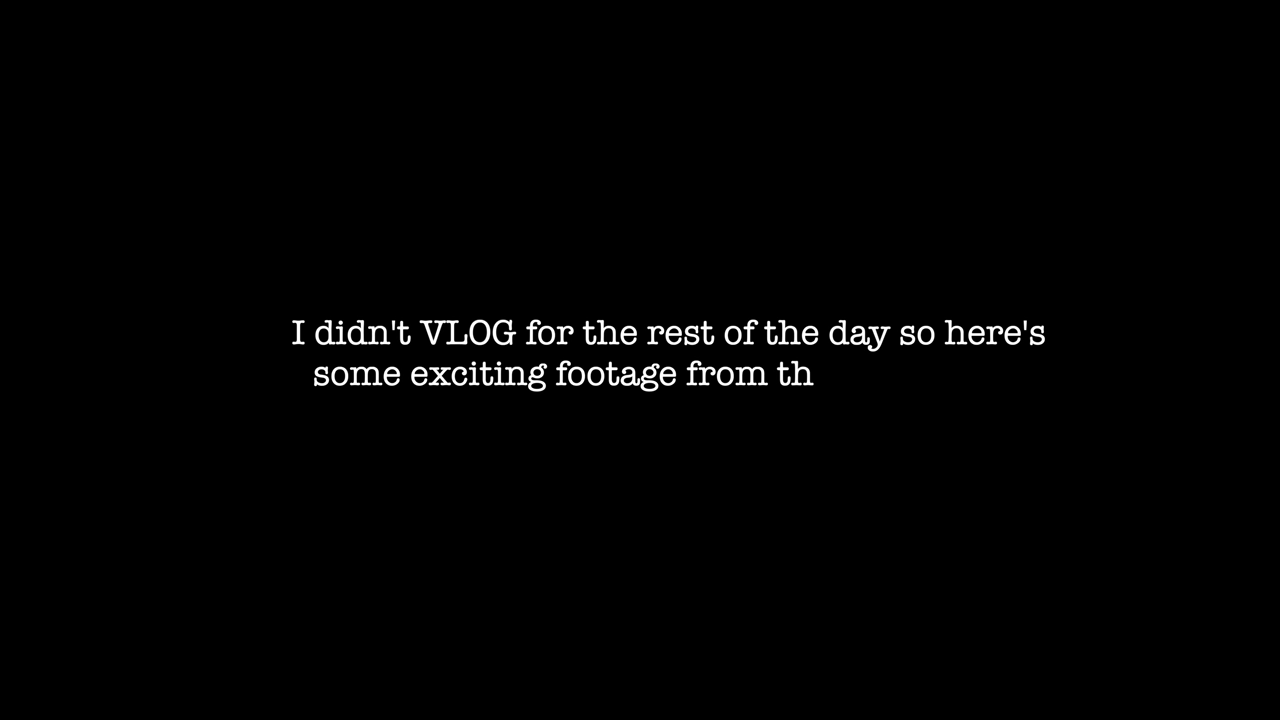 I didn't VLOG for the rest of the day so here's
some exciting footage from th